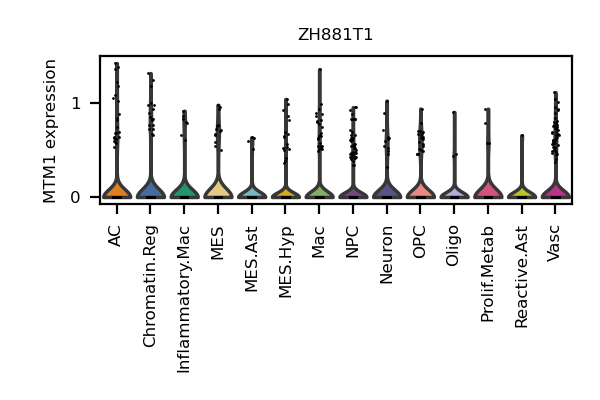 ZH881T1
MTM1 expression
1
0
AC
Chromatin.Reg
Inflammatory.Mac
MES
MES.Ast
MES.Hyp
Mac
NPC
Neuron
OPC
Oligo
Prolif.Metab
Reactive.Ast
Vasc